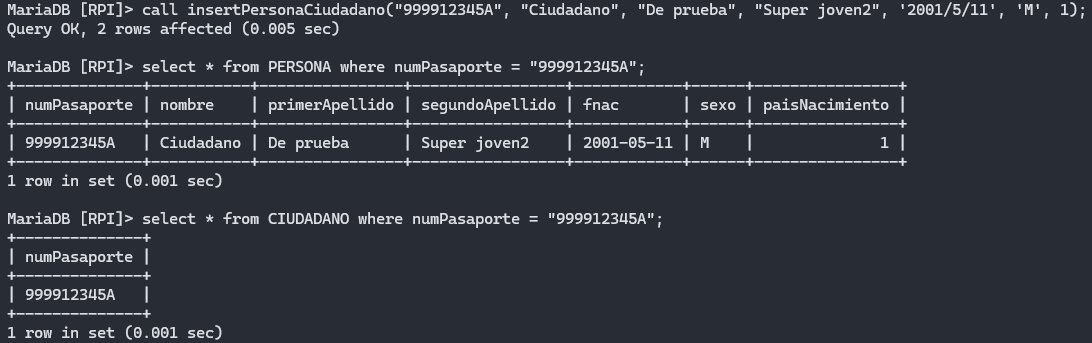 MariaDB [RPI]> call insertPersonaCiudadano("999912345A", "Ciudadano", "De prueba", "Super joven2", '2001/5/11', 'M', 1);
Query OK, 2 rows affected (0.005 sec)

MariaDB [RPI]> select * from PERSONA where numPasaporte = "999912345A";
+--------------+-----------+----------------+-----------------+------------+------+----------------+
| numPasaporte | nombre    | primerApellido | segundoApellido | fnac       | sexo | paisNacimiento |
+--------------+-----------+----------------+-----------------+------------+------+----------------+
| 999912345A   | Ciudadano | De prueba      | Super joven2    | 2001-05-11 | M    |              1 |
+--------------+-----------+----------------+-----------------+------------+------+----------------+
1 row in set (0.001 sec)

MariaDB [RPI]> select * from CIUDADANO where numPasaporte = "999912345A";
+--------------+
| numPasaporte |
+--------------+
| 999912345A   |
+--------------+
1 row in set (0.001 sec)